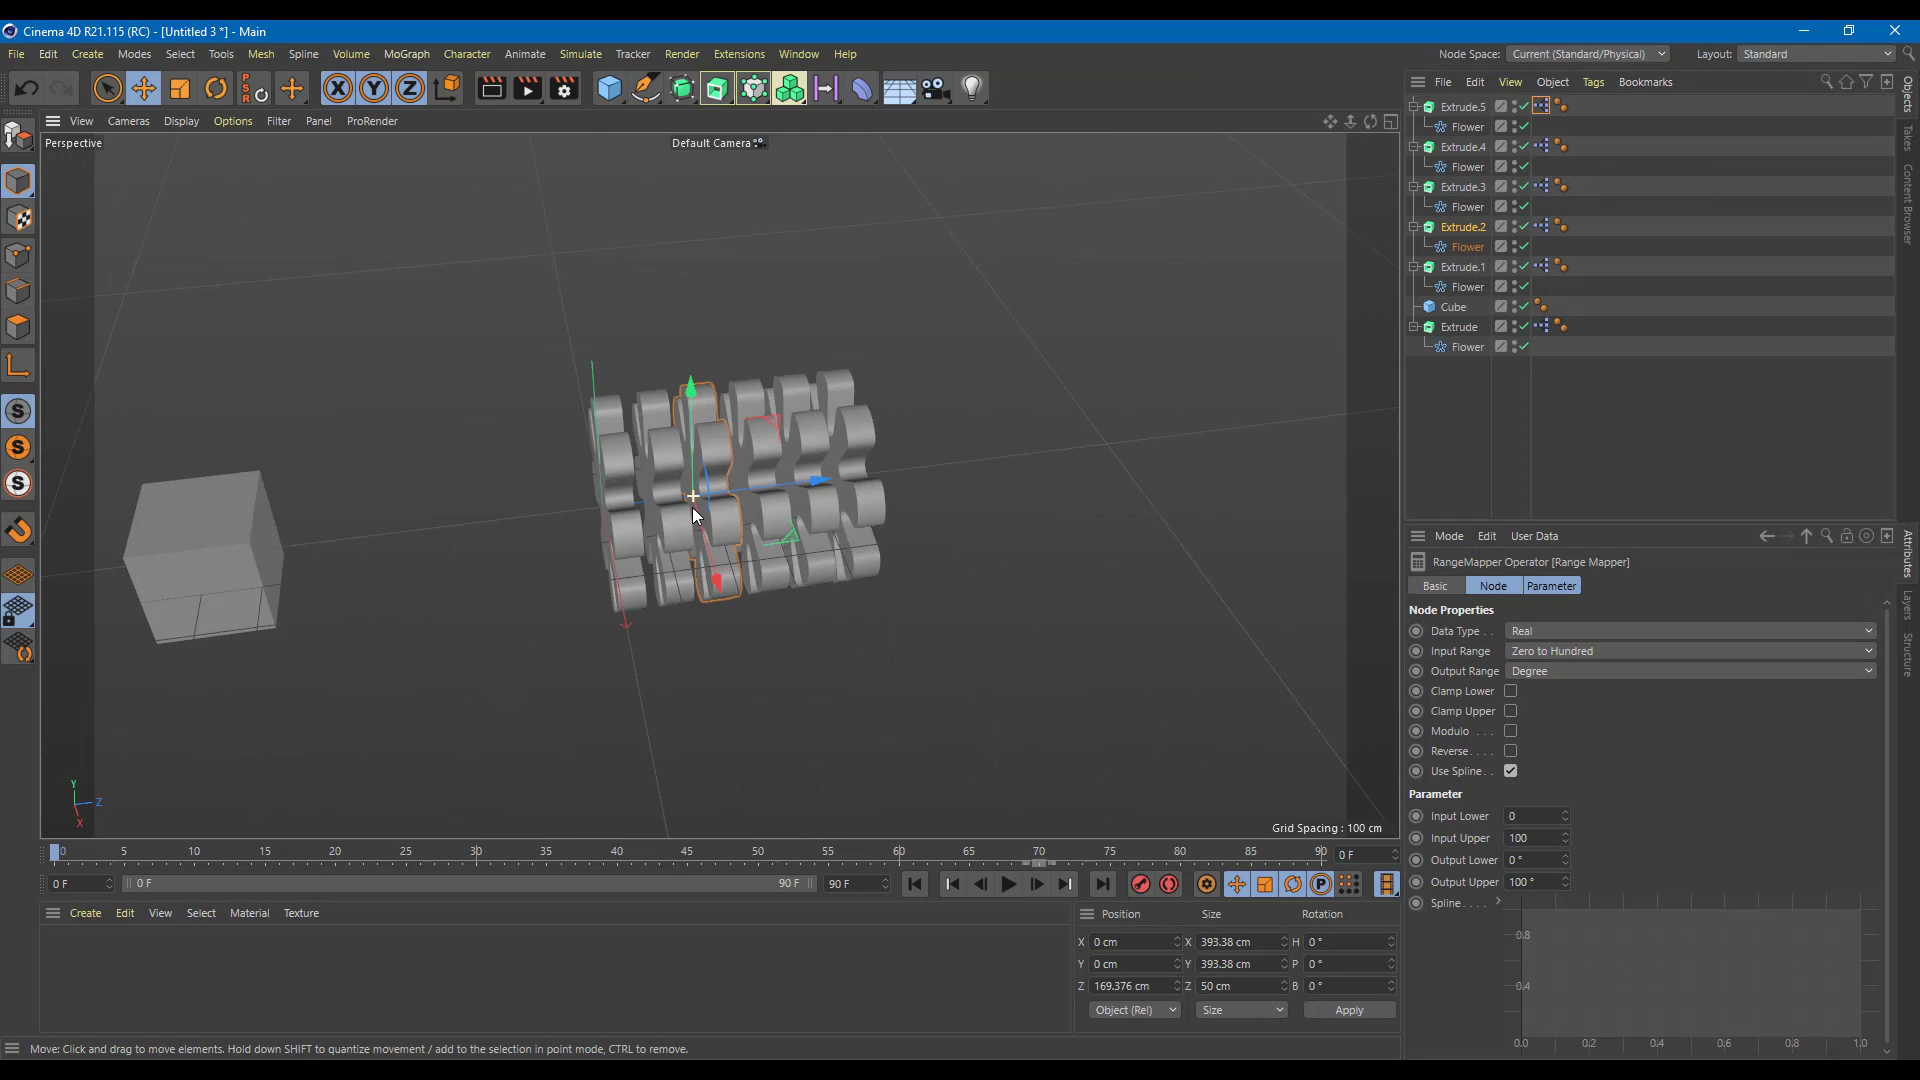 Cinema 4D R21.115 (RC) - [Untitled 3 *] - Main
File Edit Create Modes Select Tools Mesh Spline Volume MoGraph Character Animate Simulate Tracker Render Extensions Window Help
Node Space: Current (Standard/Physical) Layout: Standard
View Cameras Display Options Filter Panel ProRender
Perspective
Default Camera
Grid Spacing : 100 cm
Y
Z
X
File Edit View Object Tags Bookmarks
Extrude.5
Flower
Extrude.4
Flower
Extrude.3
Flower
Extrude.2
Flower
Extrude.1
Flower
Cube
Extrude
Flower
Objects
Takes
Content Browser
Mode Edit User Data
RangeMapper Operator [Range Mapper]
Basic Node Parameter
Node Properties
Data Type . . Real
Input Range Zero to Hundred
Output Range Degree
Clamp Lower
Clamp Upper
Modulo . . . .
Reverse. . . .
Use Spline. .
Parameter
Input Lower 0
Input Upper 100
Output Lower 0 °
Output Upper 100 °
Spline. . . .
0.8
0.4
0.0 0.2 0.4 0.6 0.8 1.0
Attributes
Layers
Structure
0 5 10 15 20 25 30 35 40 45 50 55 60 65 70 75 80 85 90 0 F
0 F 0 F 90 F 90 F
Create Edit View Select Material Texture
Position Size Rotation
X 0 cm X 393.38 cm H 0 °
Y 0 cm Y 393.38 cm P 0 °
Z 169.376 cm Z 50 cm B 0 °
Object (Rel) Size Apply
Move: Click and drag to move elements. Hold down SHIFT to quantize movement / add to the selection in point mode, CTRL to remove.